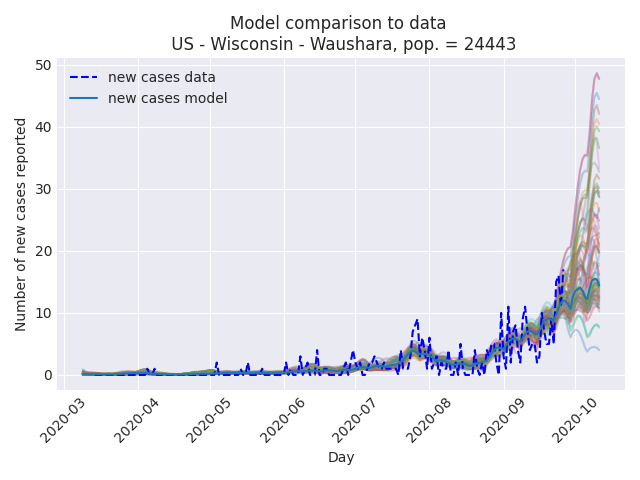 Model comparison to data
US - Wisconsin - Waushara, pop. = 24443
new cases data
new cases model
Number of new cases reported
50
40
30
20
10
0
2020-03
2020-04
2020-05
2020-06
2020-07
2020-08
2020-09
2020-10
Day